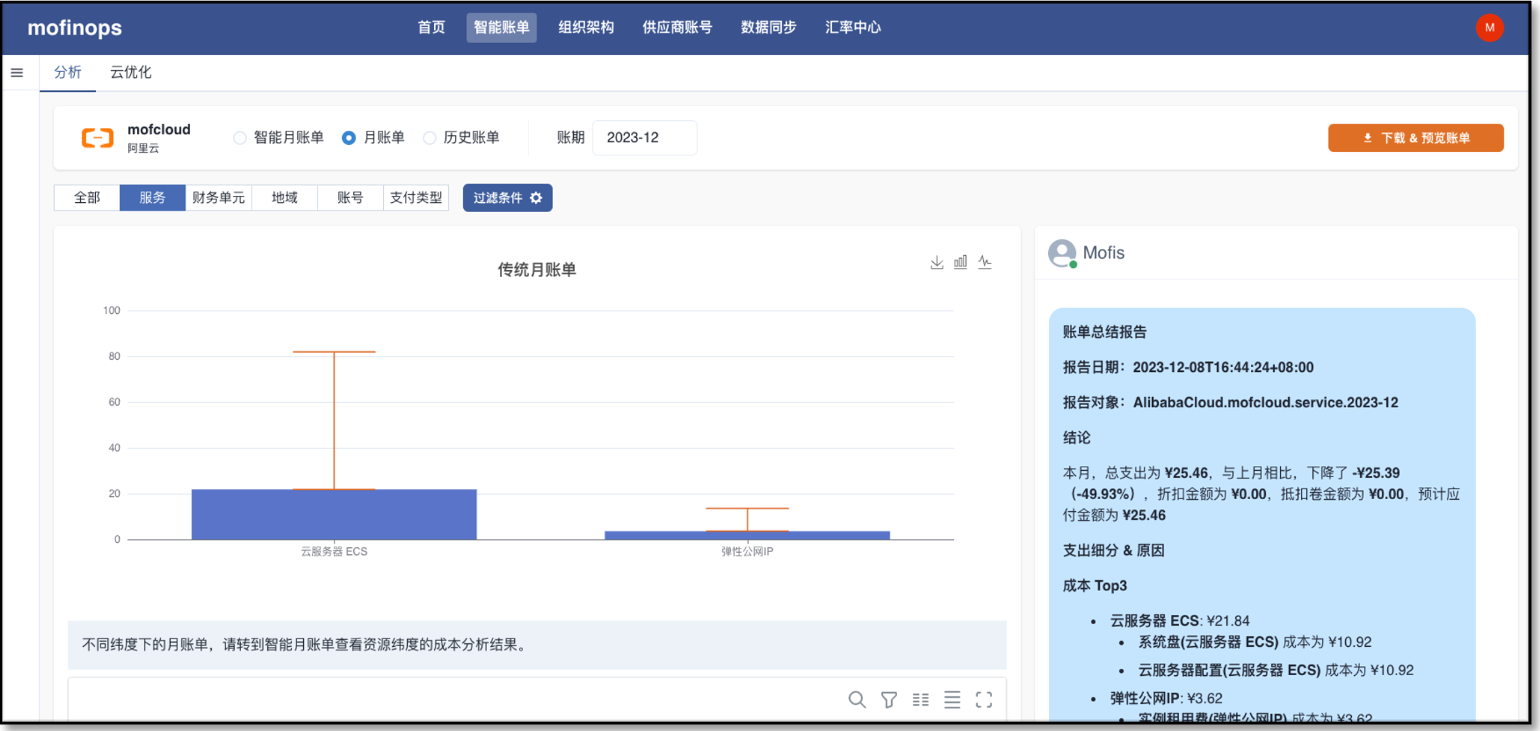 mofinops
首页 智能账单 组织架构 供应商账号 数据同步 汇率中心
M
分析 云优化
mofcloud
阿里云
智能月账单 月账单 历史账单
账期 2023-12
下载 & 预览账单
全部 服务 财务单元 地域 账号 支付类型 过滤条件
传统月账单
100
80
60
40
20
0
云服务器 ECS 弹性公网IP
不同纬度下的月账单，请转到智能月账单查看资源纬度的成本分析结果。
Mofis
账单总结报告
报告日期：2023-12-08T16:44:24+08:00
报告对象：AlibabaCloud.mofcloud.service.2023-12
结论
本月，总支出为 ¥25.46，与上月相比，下降了 -¥25.39
（-49.93%），折扣金额为 ¥0.00，抵扣卷金额为 ¥0.00，预计应
付金额为 ¥25.46
支出细分 & 原因
成本 Top3
• 云服务器 ECS: ¥21.84
• 系统盘(云服务器 ECS) 成本为 ¥10.92
• 云服务器配置(云服务器 ECS) 成本为 ¥10.92
• 弹性公网IP: ¥3.62
• 实例租用费(弹性公网IP) 成本为 ¥3.62